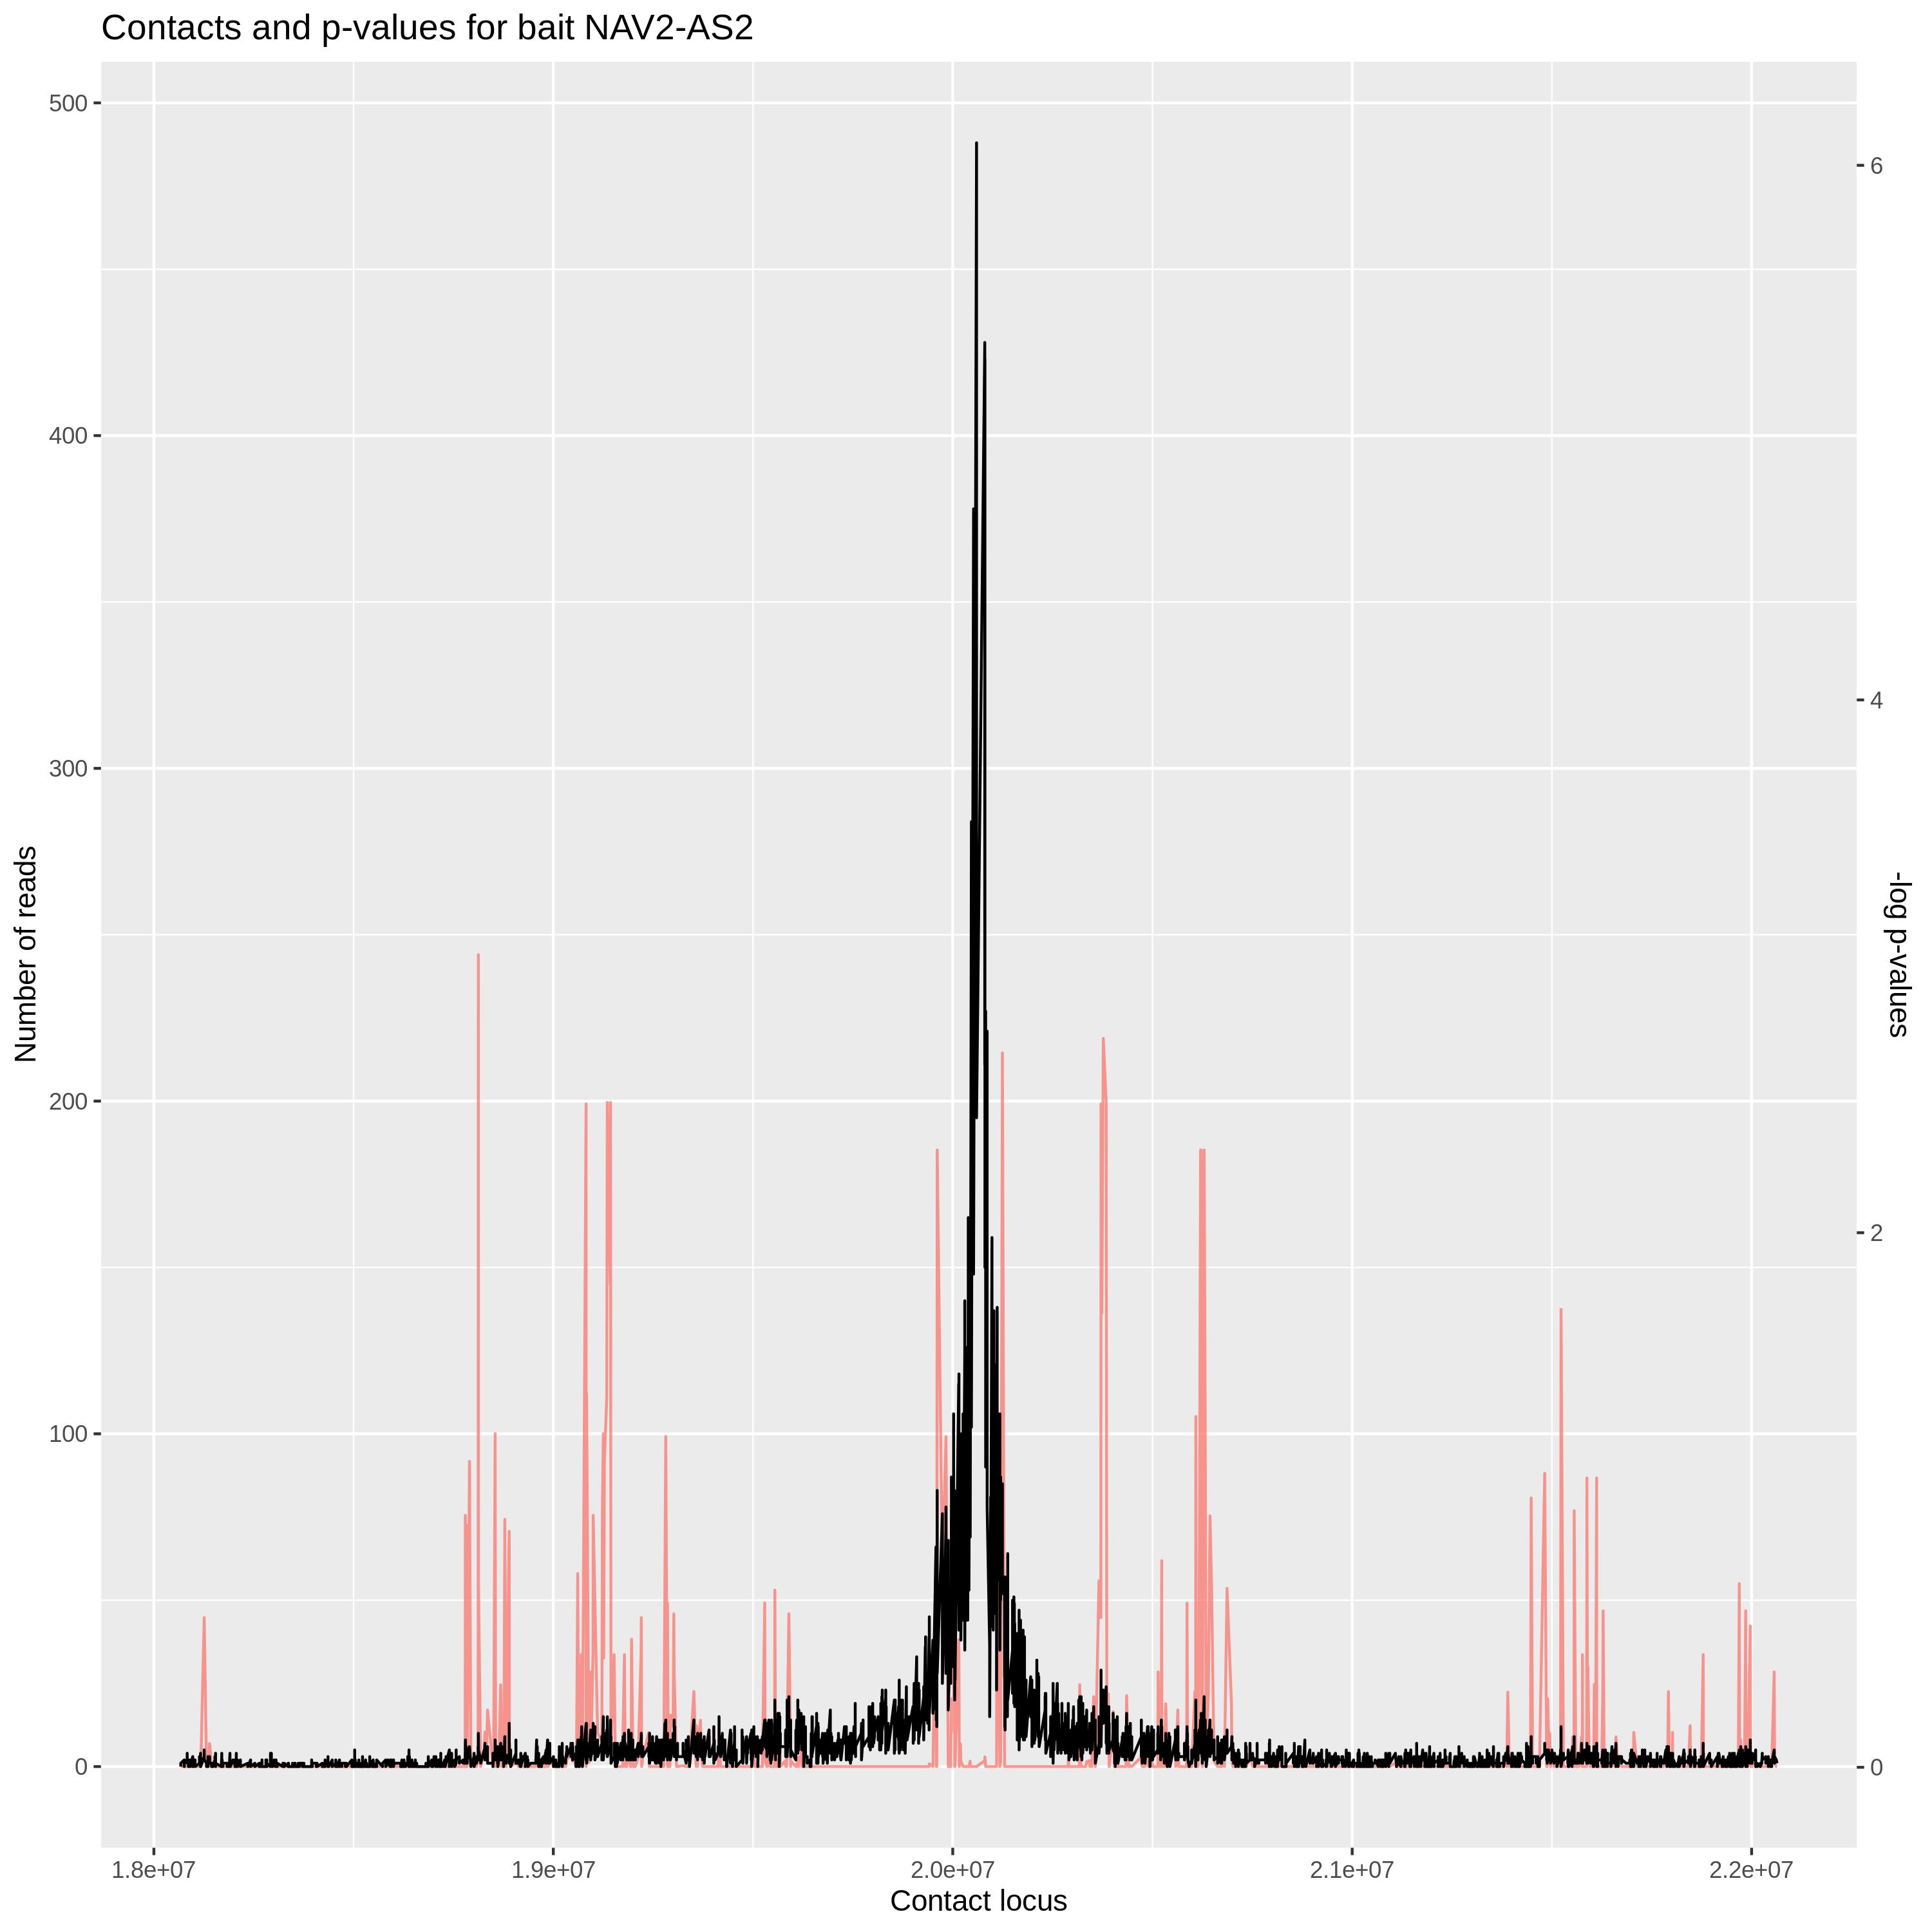 Contacts and p-values for bait NAV2-AS2
500
400
300
200
100
0
Number of reads
6
4
2
0
-log p-values
1.8e+07
1.9e+07
2.0e+07
2.1e+07
2.2e+07
Contact locus